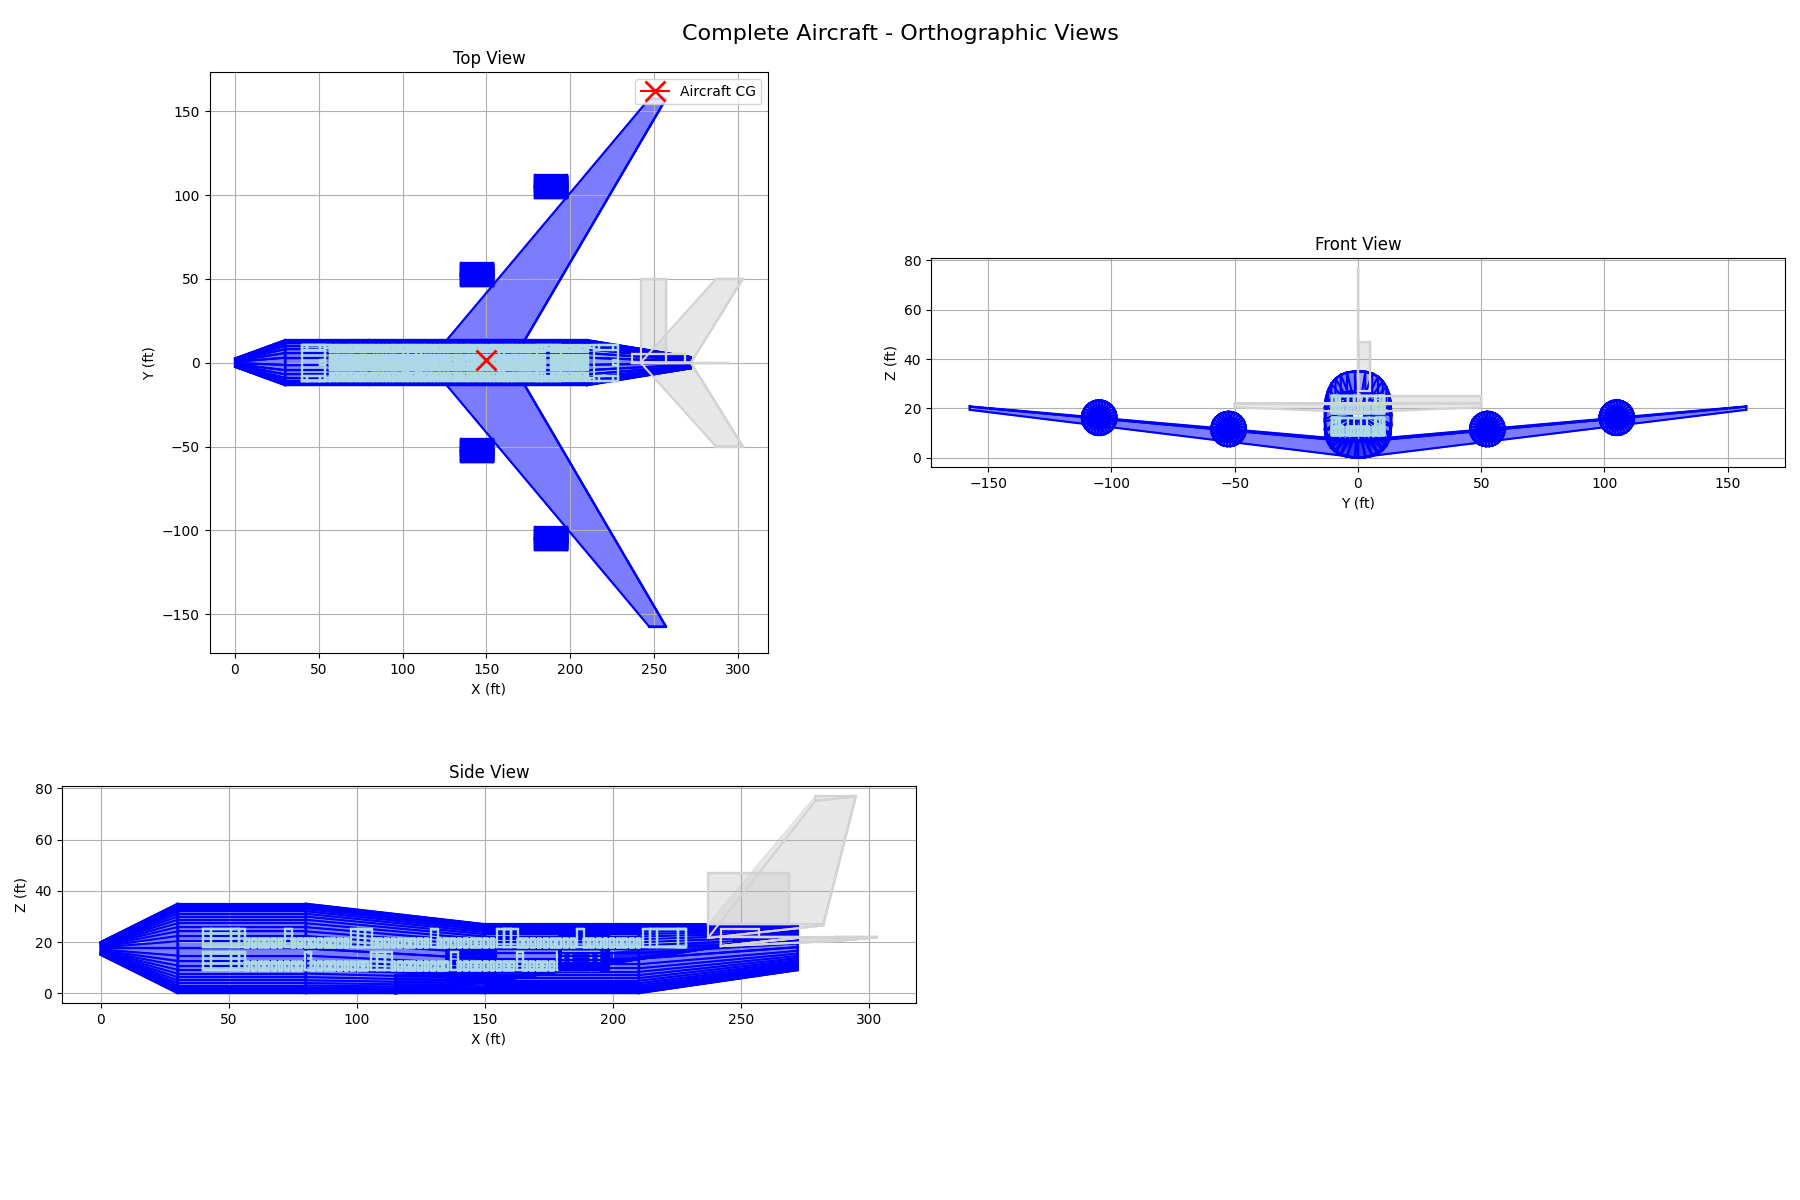 Complete Aircraft - Orthographic Views
Top View
Aircraft CG
150
100
50
0
−50
−100
−150
Y (ft)
0 50 100 150 200 250 300
X (ft)
Front View
80
60
40
20
0
Z (ft)
−150 −100 −50 0 50 100 150
Y (ft)
Side View
80
60
40
20
0
Z (ft)
0 50 100 150 200 250 300
X (ft)